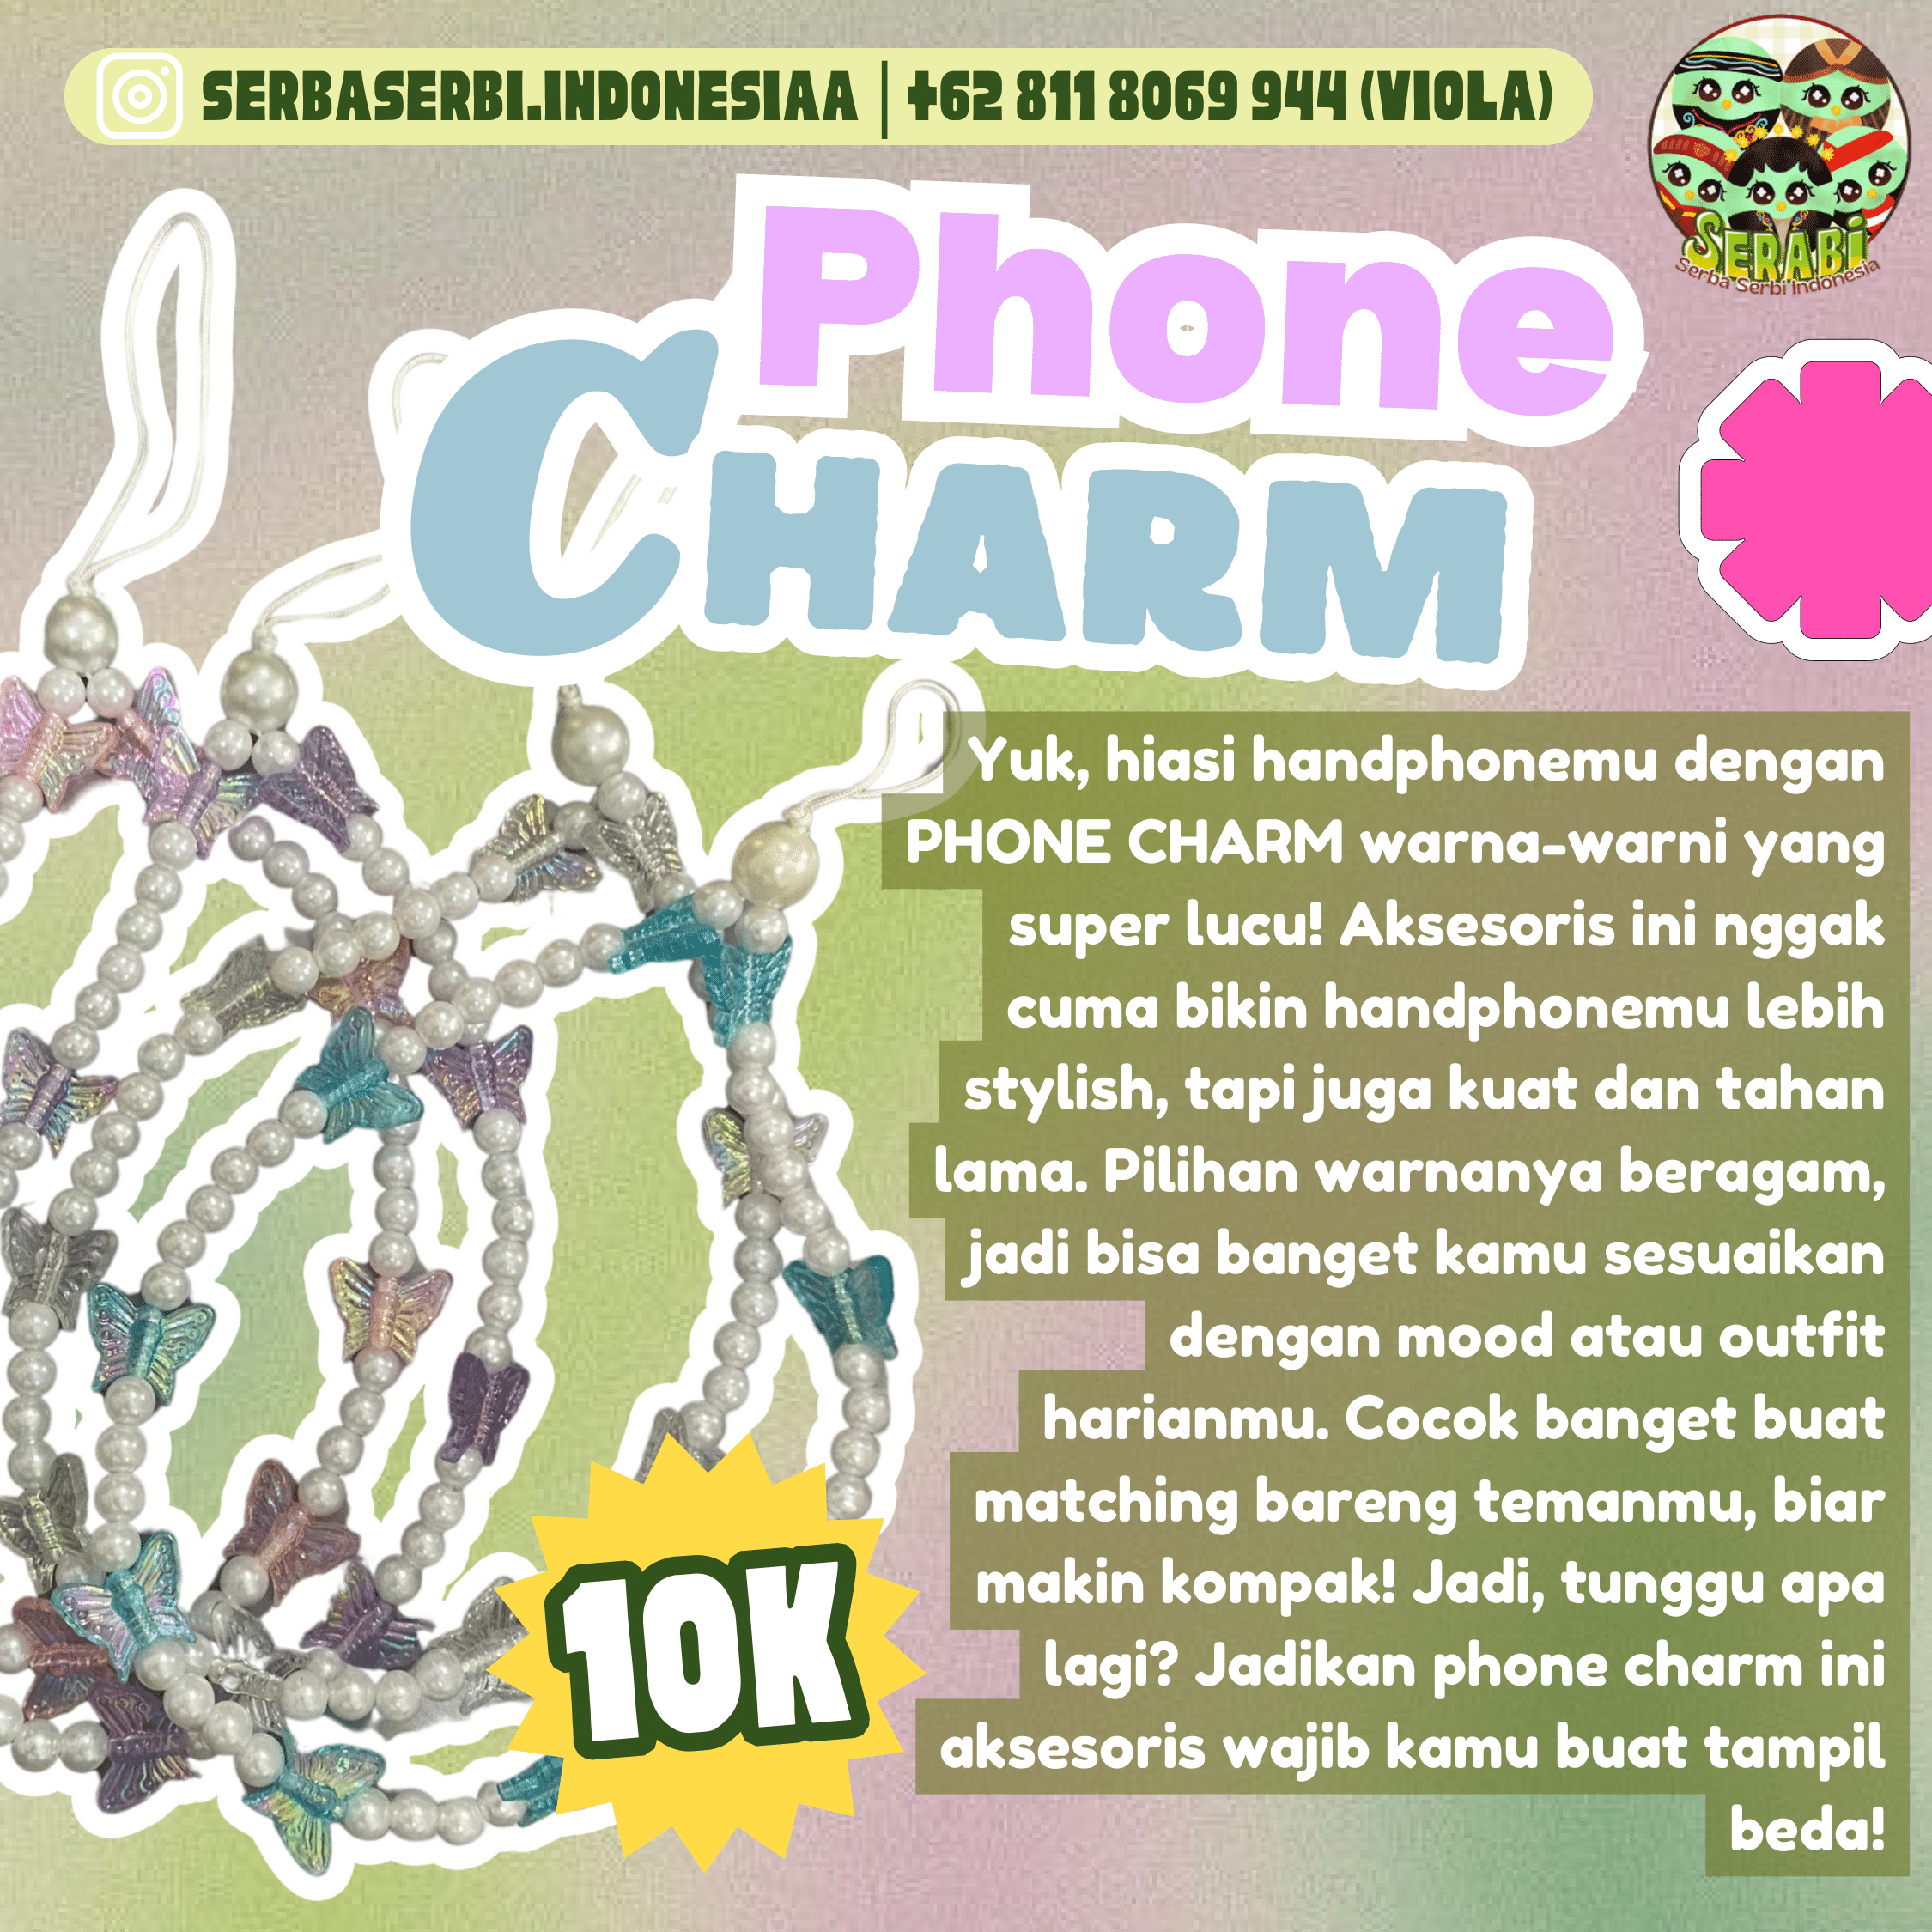 SERBASERBI.INDONESIAA | +62 811 8069 944 (VIOLA)
SERABI
Serba Serbi Indonesia
Phone
CHARM
Yuk, hiasi handphonemu dengan
PHONE CHARM warna-warni yang
super lucu! Aksesoris ini nggak
cuma bikin handphonemu lebih
stylish, tapi juga kuat dan tahan
lama. Pilihan warnanya beragam,
jadi bisa banget kamu sesuaikan
dengan mood atau outfit
harianmu. Cocok banget buat
matching bareng temanmu, biar
makin kompak! Jadi, tunggu apa
lagi? Jadikan phone charm ini
aksesoris wajib kamu buat tampil
beda!
10K